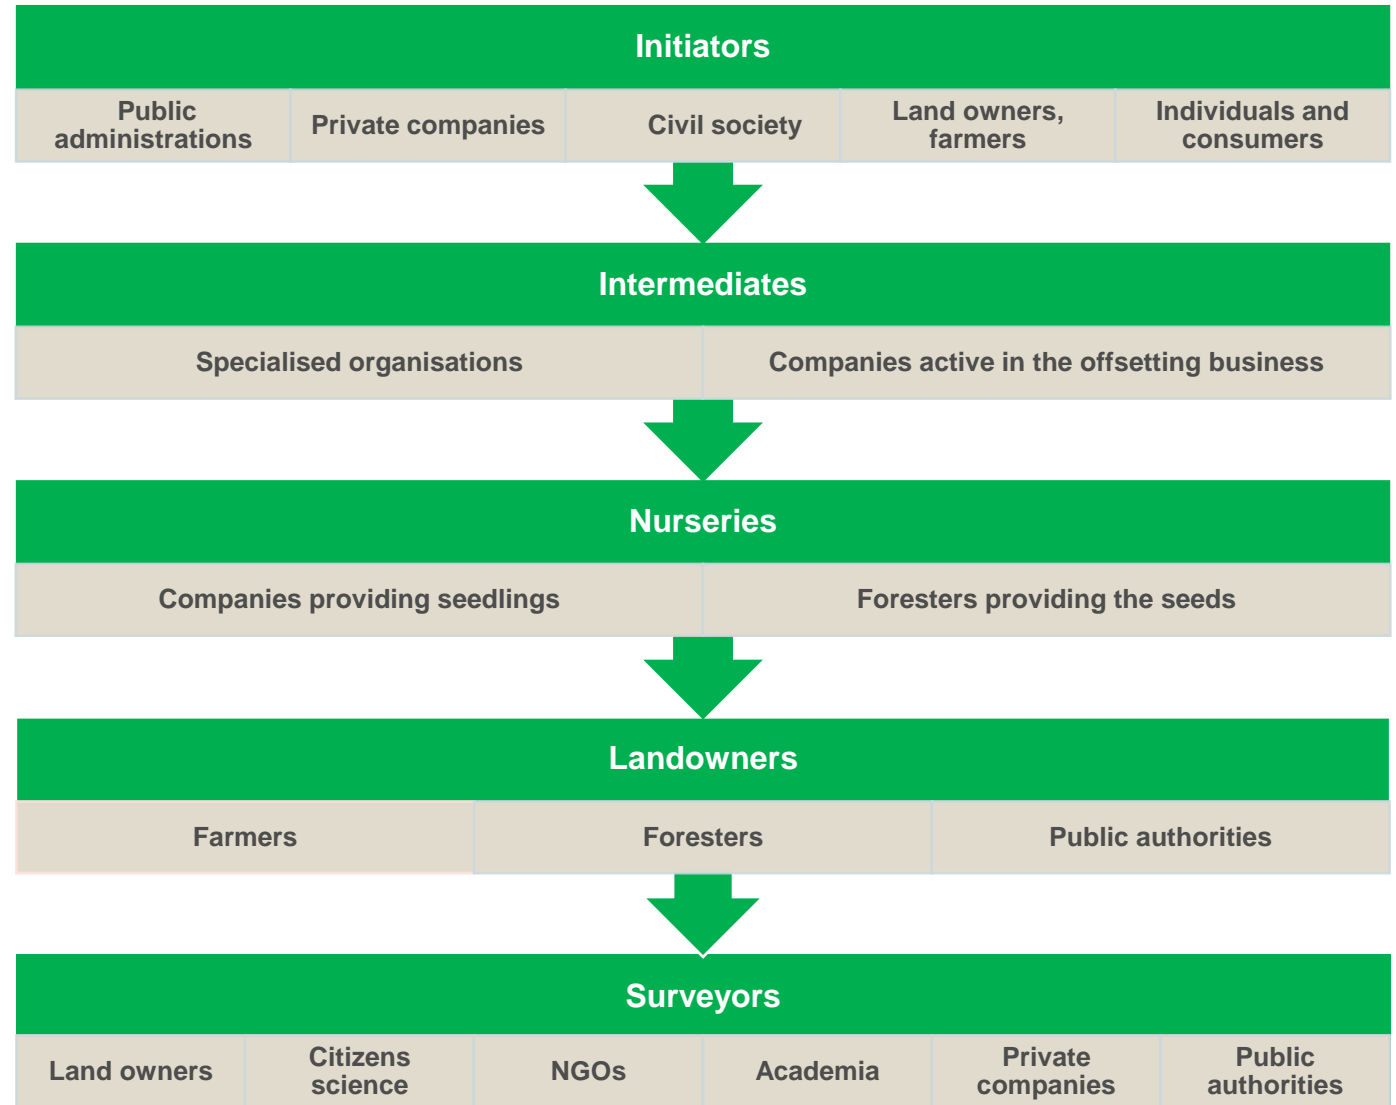 Initiators
Public
administrations
Private companies
Civil society
Land owners,
farmers
Individuals and
consumers
Intermediates
Specialised organisations
Companies active in the offsetting business
Nurseries
Companies providing seedlings
Foresters providing the seeds
Landowners
Farmers
Foresters
Public authorities
Surveyors
Land owners
Citizens
science
NGOs
Academia
Private
companies
Public
authorities